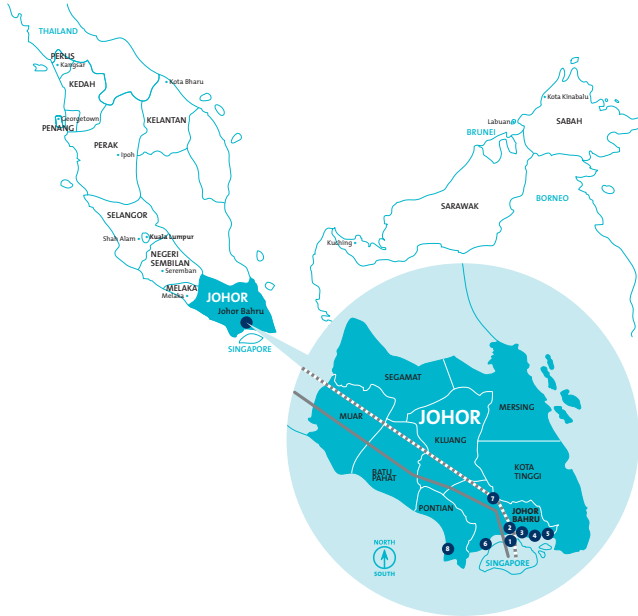 THAILAND
PERLIS
Kangsar
KEDAH
Kota Bharu
Georgetown
PENANG
KELANTAN
PERAK
Ipoh
SELANGOR
Shah Alam
Kuala Lumpur
NEGERI
SEMBILAN
Seremban
MELAKA
Melaka
JOHOR
Johor Bahru
SINGAPORE
Kota Kinabalu
Labuan
SABAH
BRUNEI
SARAWAK
BORNEO
Kuching
SEGAMAT
MUAR
JOHOR
MERSING
KLUANG
BATU
PAHAT
KOTA
TINGGI
PONTIAN
7
JOHOR
BAHRU
2
3
4
5
1
6
8
NORTH
SOUTH
SINGAPORE